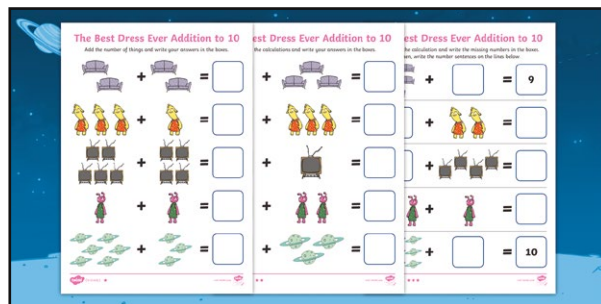 The Best Dress Ever Addition to 10
Add the number of things and write your answers in the boxes.
+ =
+ =
+ =
+ =
+ =
Best Dress Ever Addition to 10
the calculations and write your answers in the boxes.
+ =
+ =
+ =
+ =
+ =
Dress Ever Addition to 10
the calculation and write the missing numbers in the boxes.
then, write the number sentences on the lines below.
+ = 9
+ =
+ =
+ =
+ = 10